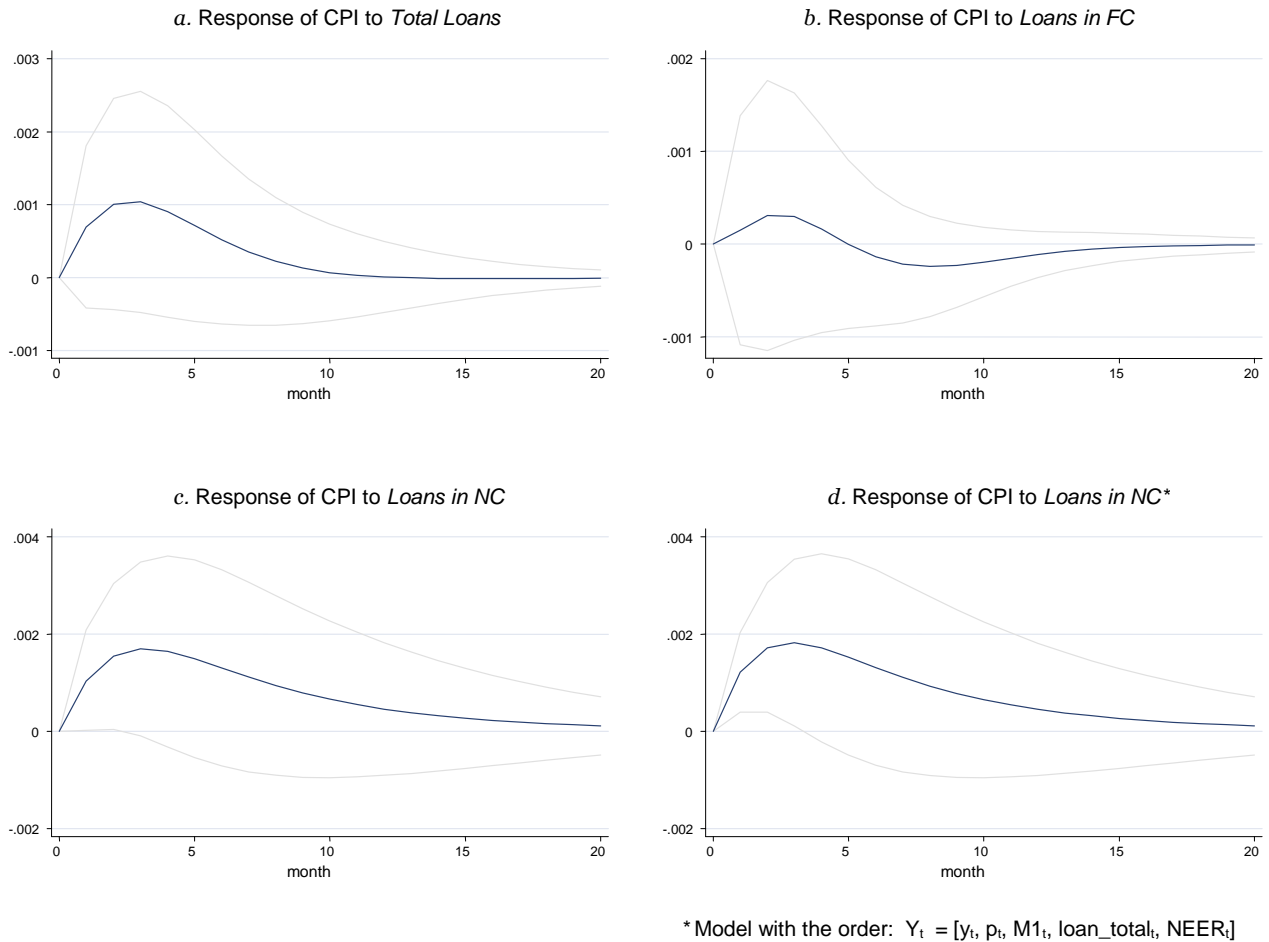 a. Response of CPI to Total Loans
.003
.002
.001
0
-.001
0 5 10 15 20
month
b. Response of CPI to Loans in FC
.002
.001
0
-.001
0 5 10 15 20
month
c. Response of CPI to Loans in NC
.004
.002
0
-.002
0 5 10 15 20
month
d. Response of CPI to Loans in NC*
.004
.002
0
-.002
0 5 10 15 20
month
* Model with the order: Yₜ = [yₜ, pₜ, M1ₜ, loan_totalₜ, NEERₜ]